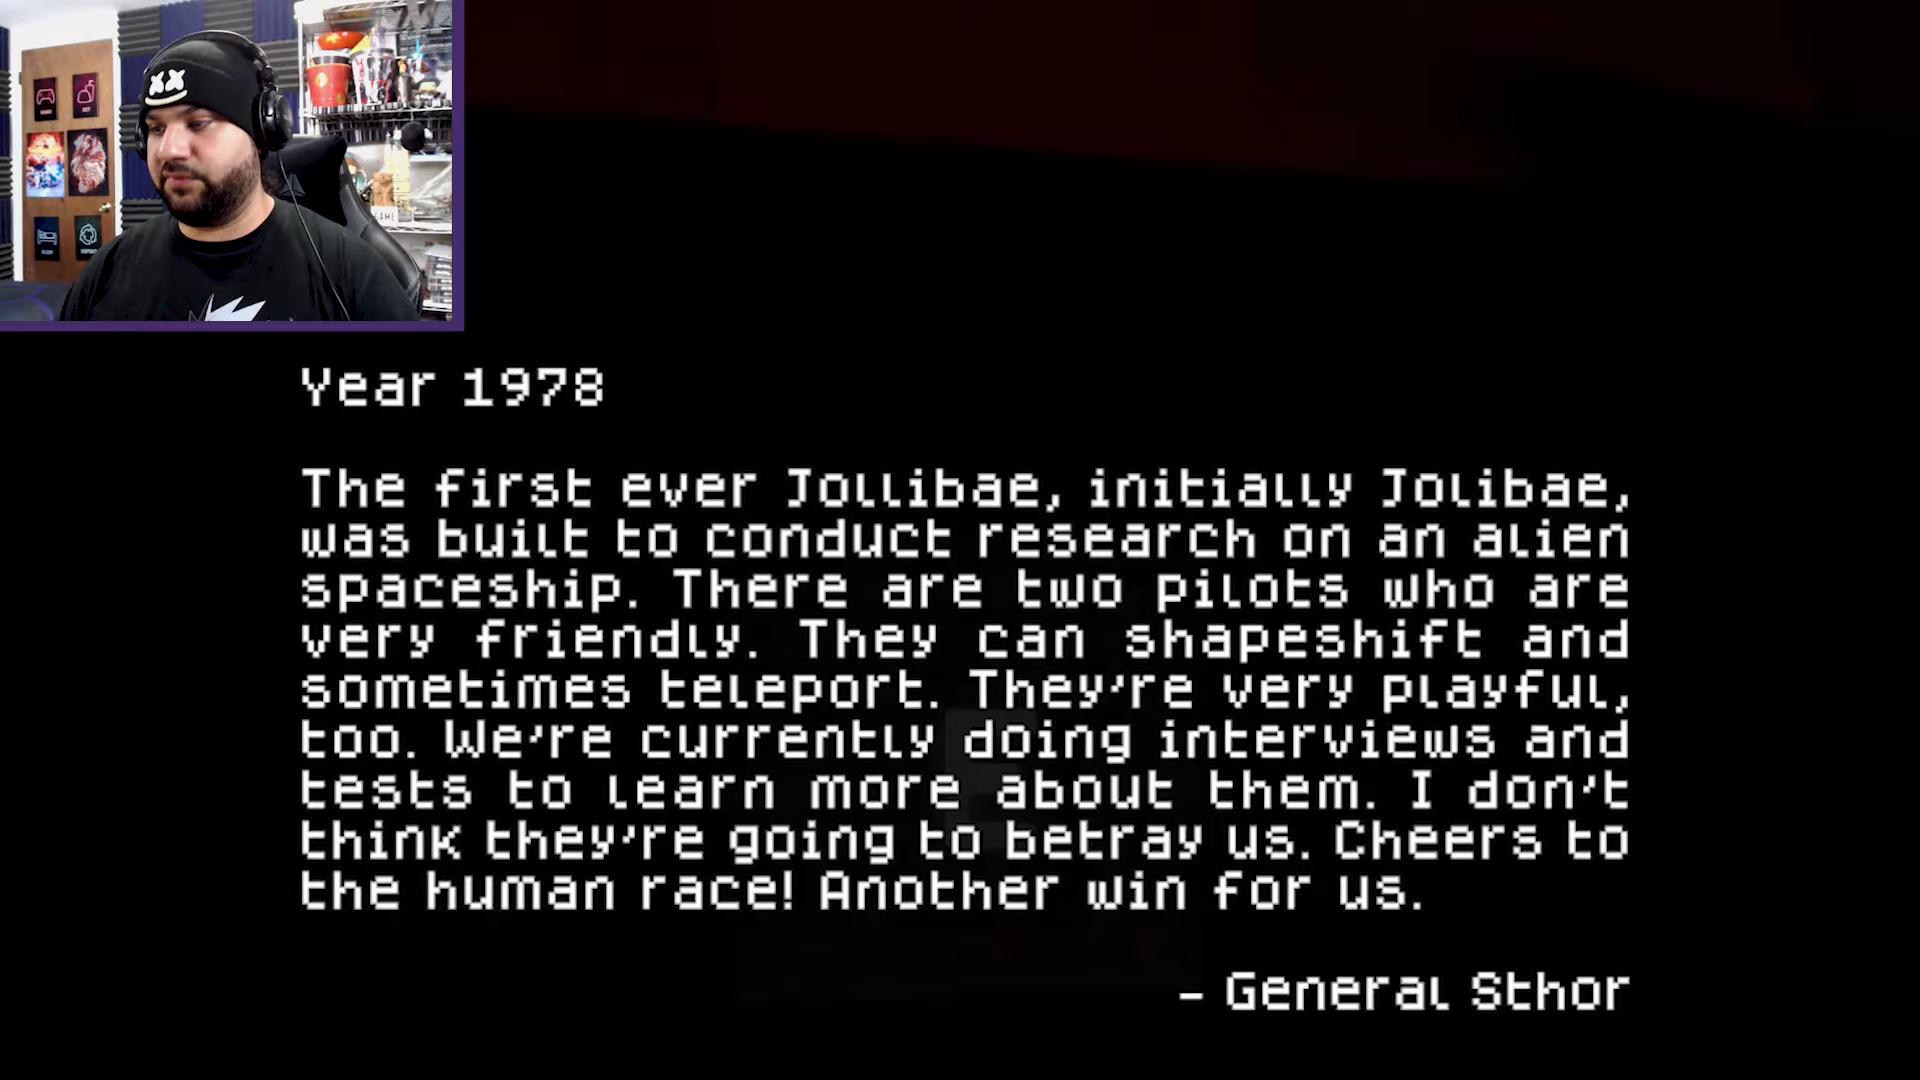 Year 1978
The first ever Jollibae, initially Jolibae,
was built to conduct research on an alien
spaceship. There are two pilots who are
very friendly. They can shapeshift and
sometimes teleport. They're very playful,
too. We're currently doing interviews and
tests to learn more about them. I don't
think they're going to betray us. Cheers to
the human race! Another win for us.
- General Sthor